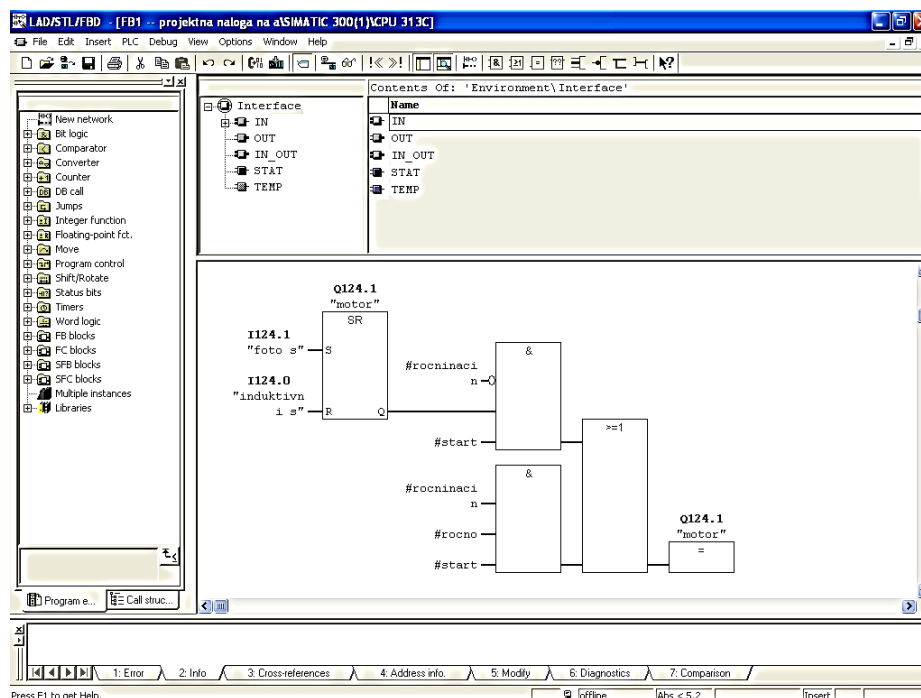 LAD/STL/FBD - [FB1 -- projektna naloga na a\SIMATIC 300(1)\CPU 313C]
File Edit Insert PLC Debug View Options Window Help
Contents Of: 'Environment\Interface'
Interface
IN
OUT
IN_OUT
STAT
TEMP
Name
IN
OUT
IN_OUT
STAT
TEMP
New network
Bit logic
Comparator
Converter
Counter
DB call
Jumps
Integer function
Floating-point fct.
Move
Program control
Shift/Rotate
Status bits
Timers
Word logic
FB blocks
FC blocks
SFB blocks
SFC blocks
Multiple instances
Libraries
Program e...
Call struc...
Q124.1
"motor"
SR
I124.1
"foto s"
S
I124.0
"induktivn
i s"
R
Q
#rocninaci
n
&
#start
>=1
#rocninaci
n
&
#rocno
#start
Q124.1
"motor"
=
1: Error
2: Info
3: Cross-references
4: Address info.
5: Modify
6: Diagnostics
7: Comparison
Press F1 to get Help.
offline
Abs < 5.2
Insert